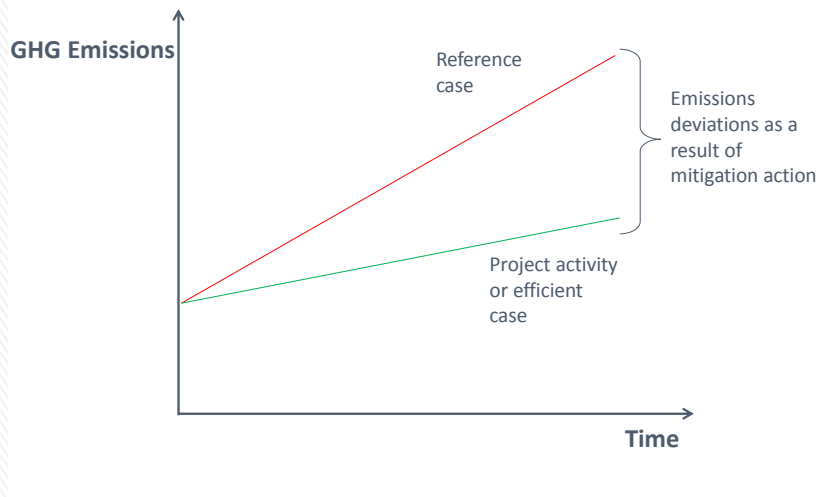 GHG Emissions
Reference
case
Emissions
deviations as a
result of
mitigation action
Project activity
or efficient
case
Time